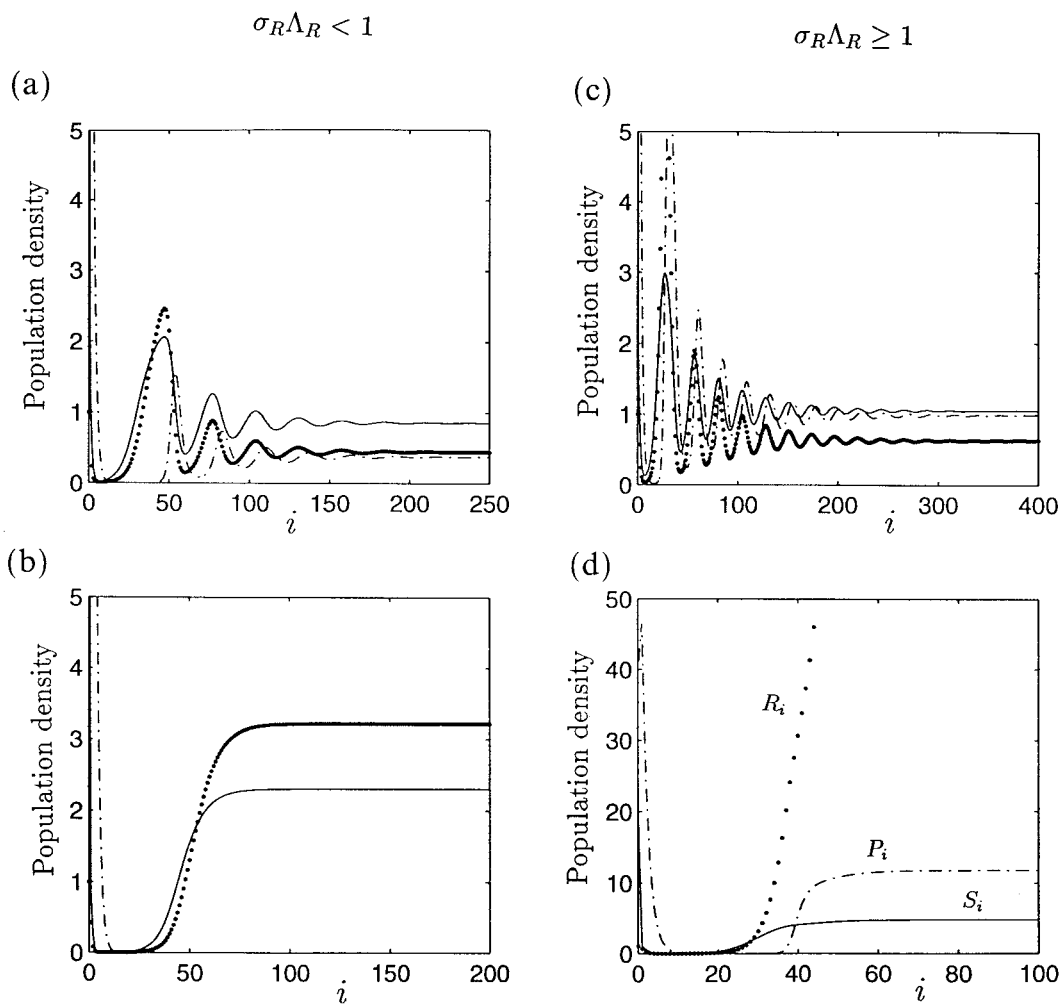 σ_RΛ_R < 1
σ_RΛ_R ≥ 1
(a)
Population density
5
4
3
2
1
0
0 50 100 150 200 250
i
(c)
Population density
5
4
3
2
1
0
0 100 200 300 400
i
(b)
Population density
5
4
3
2
1
0
0 50 100 150 200
i
(d)
Population density
50
40
30
20
10
0
0 20 40 60 80 100
i
R_i
P_i
S_i